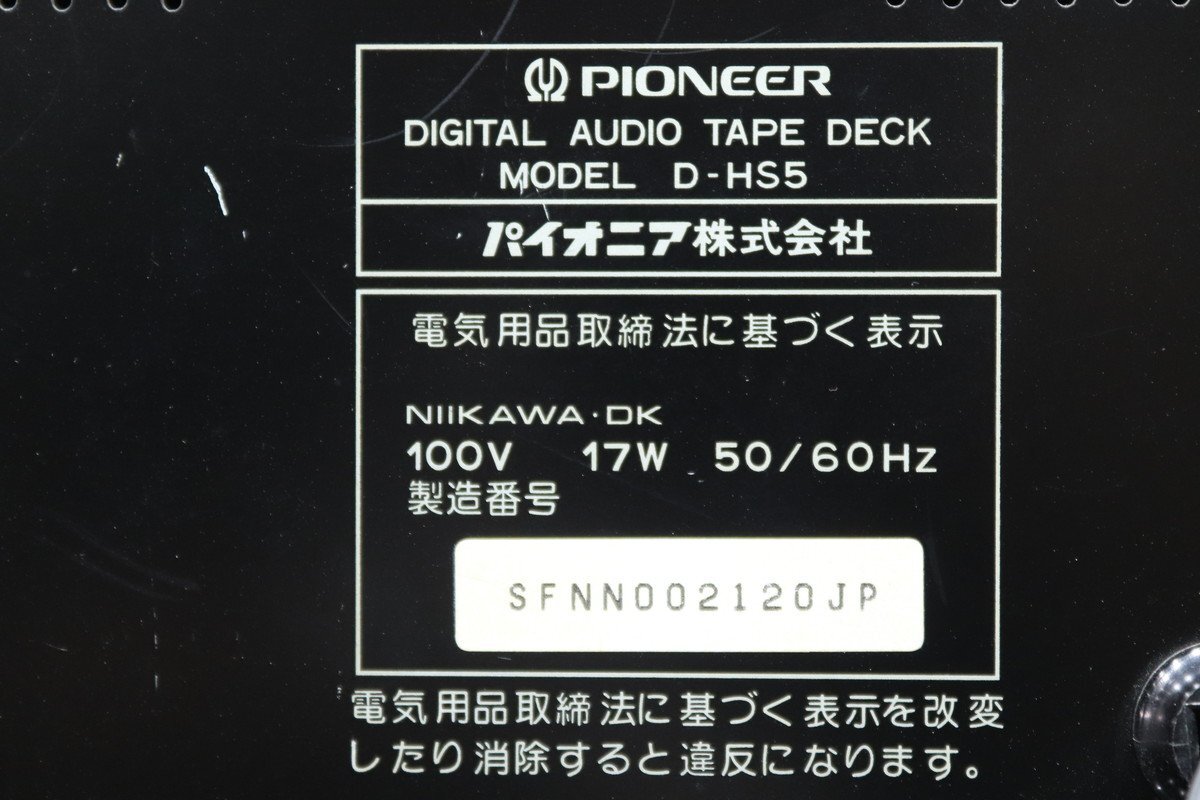 PIONEER
DIGITAL AUDIO TAPE DECK
MODEL D-HS5
パイオニア株式会社
電気用品取締法に基づく表示
NIIKAWA・DK
100V 17W 50/60Hz
製造番号
SFNN002120JP
電気用品取締法に基づく表示を改変
したり消除すると違反になります。